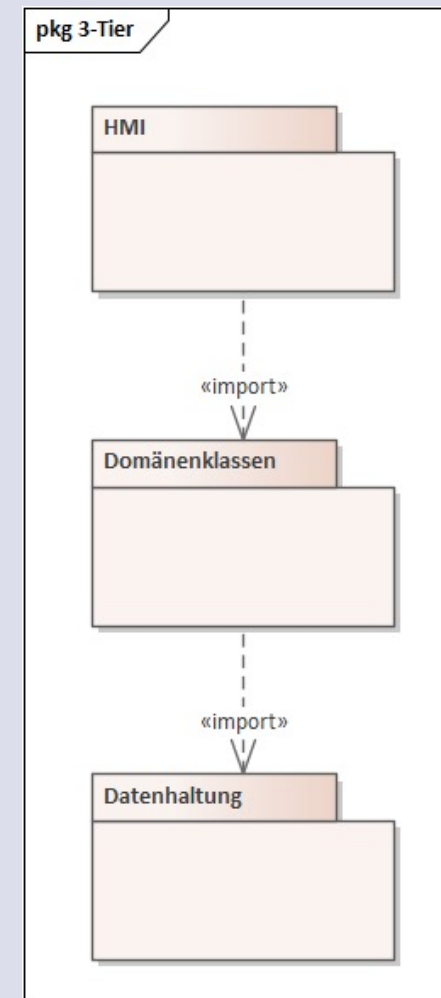 pkg 3-Tier
HMI
«import»
Domänenklassen
«import»
Datenhaltung